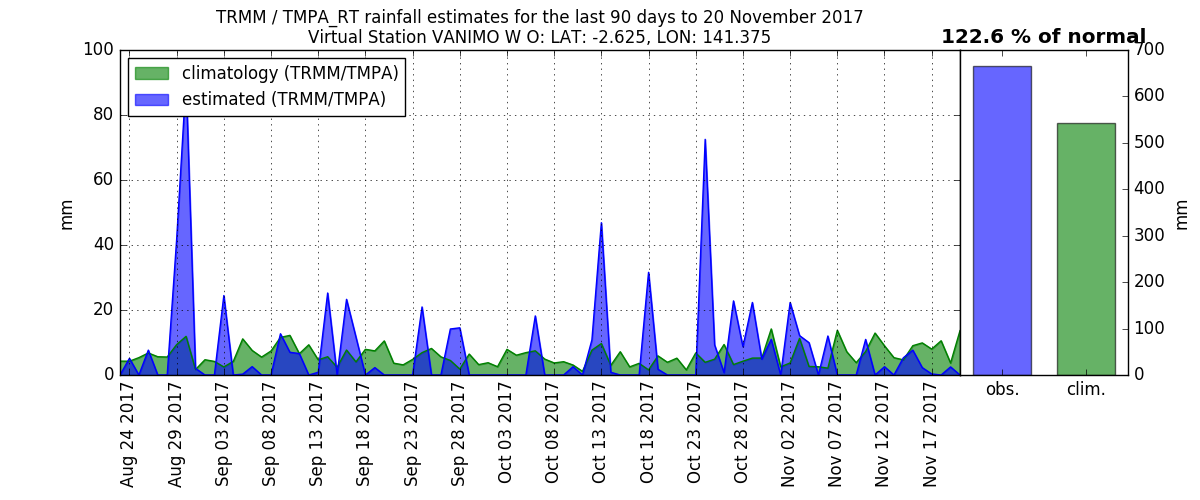 TRMM / TMPA_RT rainfall estimates for the last 90 days to 20 November 2017
Virtual Station VANIMO W O: LAT: -2.625, LON: 141.375
122.6 % of normal
climatology (TRMM/TMPA)
estimated (TRMM/TMPA)
100
80
60
40
20
0
mm
Aug 24 2017
Aug 29 2017
Sep 03 2017
Sep 08 2017
Sep 13 2017
Sep 18 2017
Sep 23 2017
Sep 28 2017
Oct 03 2017
Oct 08 2017
Oct 13 2017
Oct 18 2017
Oct 23 2017
Oct 28 2017
Nov 02 2017
Nov 07 2017
Nov 12 2017
Nov 17 2017
700
600
500
400
300
200
100
0
mm
obs.
clim.